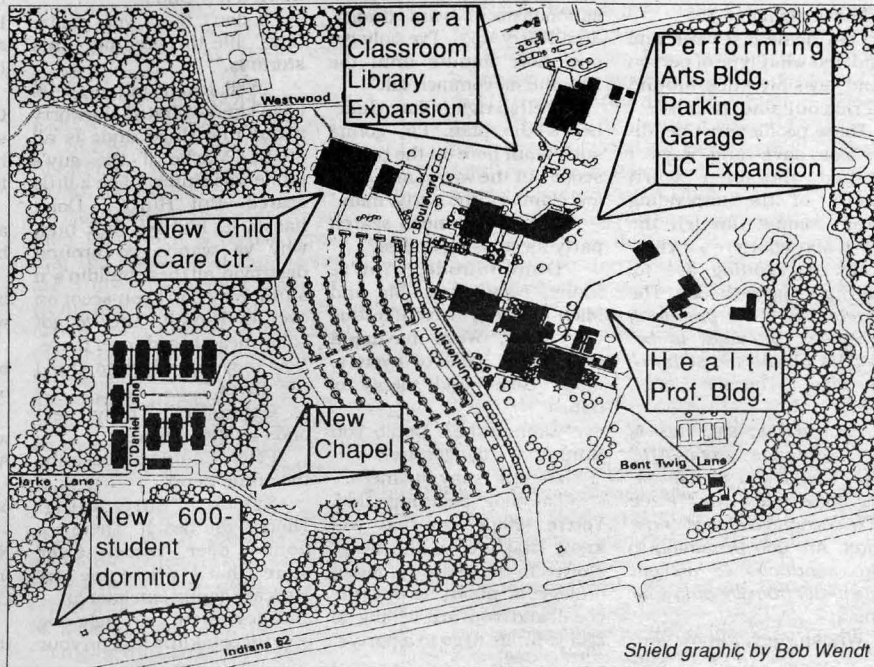 General
Classroom
Library
Expansion
Performing
Arts Bldg.
Parking
Garage
UC Expansion
Westwood
Boulevard
New Child
Care Ctr.
University
Health
Prof. Bldg.
O'Daniel Lane
New
Chapel
Bent Twig Lane
Clarke Lane
New 600-
student
dormitory
Indiana 62
Shield graphic by Bob Wendt